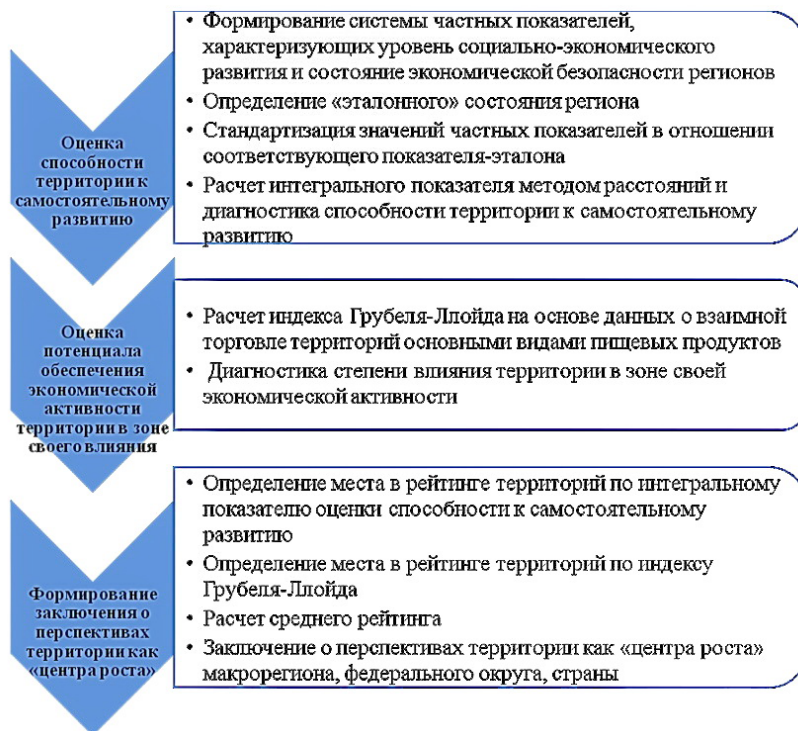 Оценка
способности
территории к
самостоятельному
развитию
• Формирование системы частных показателей,
характеризующих уровень социально-экономического
развития и состояние экономической безопасности регионов
• Определение «эталонного» состояния региона
• Стандартизация значений частных показателей в отношении
соответствующего показателя-эталона
• Расчет интегрального показателя методом расстояний и
диагностика способности территории к самостоятельному
развитию
Оценка
потенциала
обеспечения
экономической
активности
территории в зоне
своего влияния
• Расчет индекса Грубеля-Ллойда на основе данных о взаимной
торговле территорий основными видами пищевых продуктов
• Диагностика степени влияния территории в зоне своей
экономической активности
Формирование
заключения о
перспективах
территории как
«центра роста»
• Определение места в рейтинге территорий по интегральному
показателю оценки способности к самостоятельному
развитию
• Определение места в рейтинге территорий по индексу
Грубеля-Ллойда
• Расчет среднего рейтинга
• Заключение о перспективах территории как «центра роста»
макрорегиона, федерального округа, страны